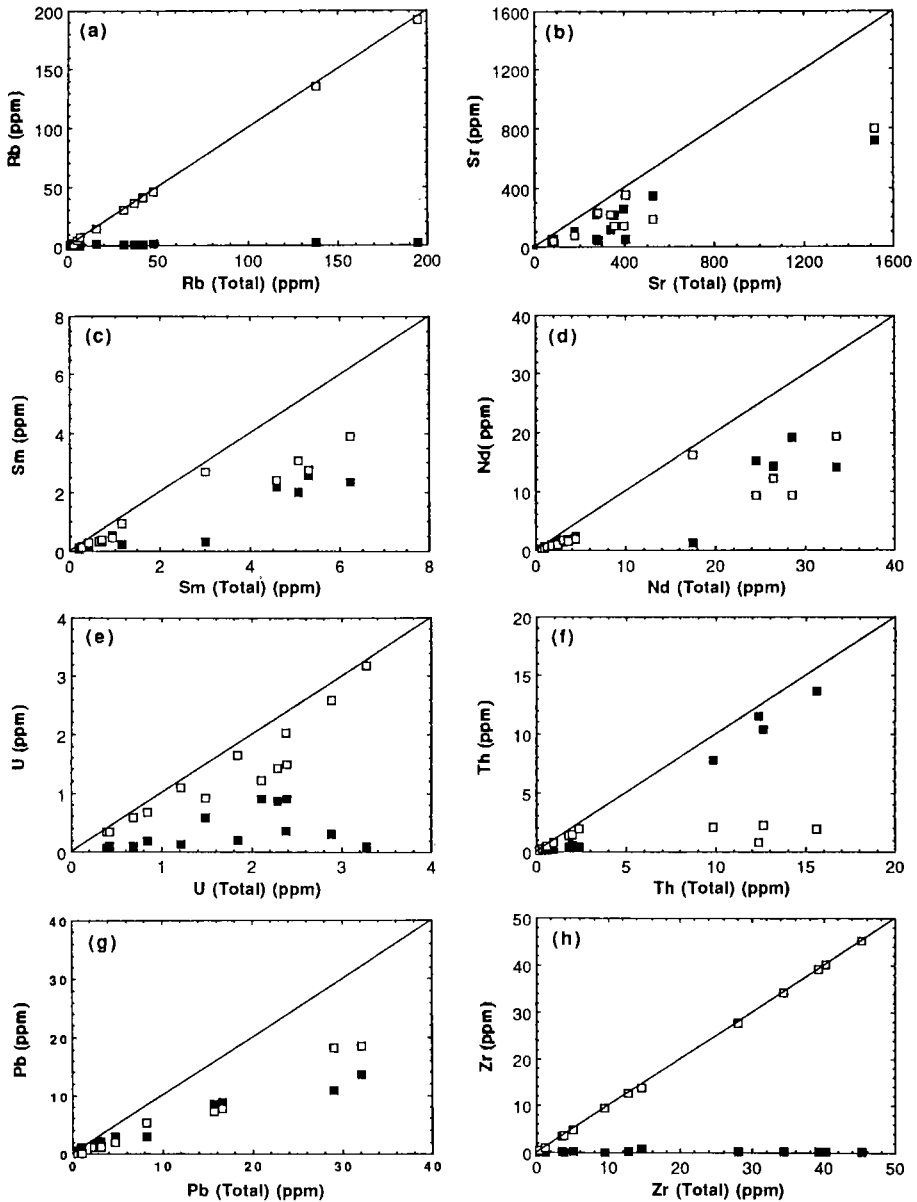 (a)
200
150
100
50
0
Rb (ppm)
0 50 100 150 200
Rb (Total) (ppm)
(b)
1600
1200
800
400
0
Sr (ppm)
0 400 800 1200 1600
Sr (Total) (ppm)
(c)
8
6
4
2
0
Sm (ppm)
0 2 4 6 8
Sm (Total) (ppm)
(d)
40
30
20
10
0
Nd( ppm)
0 10 20 30 40
Nd (Total) (ppm)
(e)
4
3
2
1
0
U (ppm)
0 1 2 3 4
U (Total) (ppm)
(f)
20
15
10
5
0
Th (ppm)
0 5 10 15 20
Th (Total) (ppm)
(g)
40
30
20
10
0
Pb (ppm)
0 10 20 30 40
Pb (Total) (ppm)
(h)
50
40
30
20
10
0
Zr (ppm)
0 10 20 30 40 50
Zr (Total) (ppm)